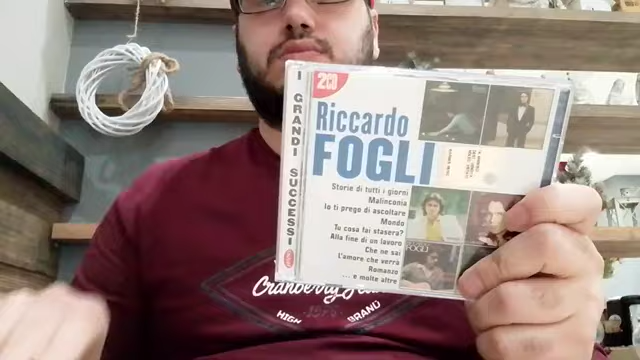 I GRANDI SUCCESSI
2CD
Riccardo
FOGLI
Storie di tutti i giorni
Malinconia
Io ti prego di ascoltare
Mondo
Tu cosa fai stasera?
Alla fine di un lavoro
Che ne sai
L'amore che verrà
Romanzo
... e molte altre
FOGLI
Cranberry
HIGH BRAND